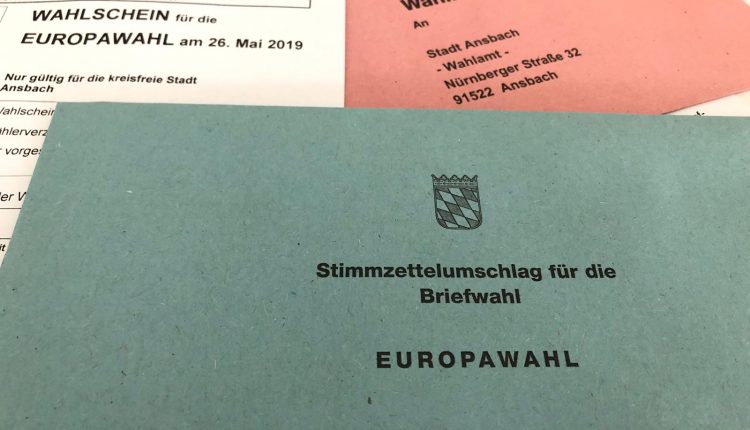 WAHLSCHEIN für die
EUROPAWAHL am 26. Mai 2019
Nur gültig für die kreisfreie Stadt
Ansbach
An
Stadt Ansbach
- Wahlamt -
Nürnberger Straße 32
91522 Ansbach
Stimmzettelumschlag für die
Briefwahl
EUROPAWAHL